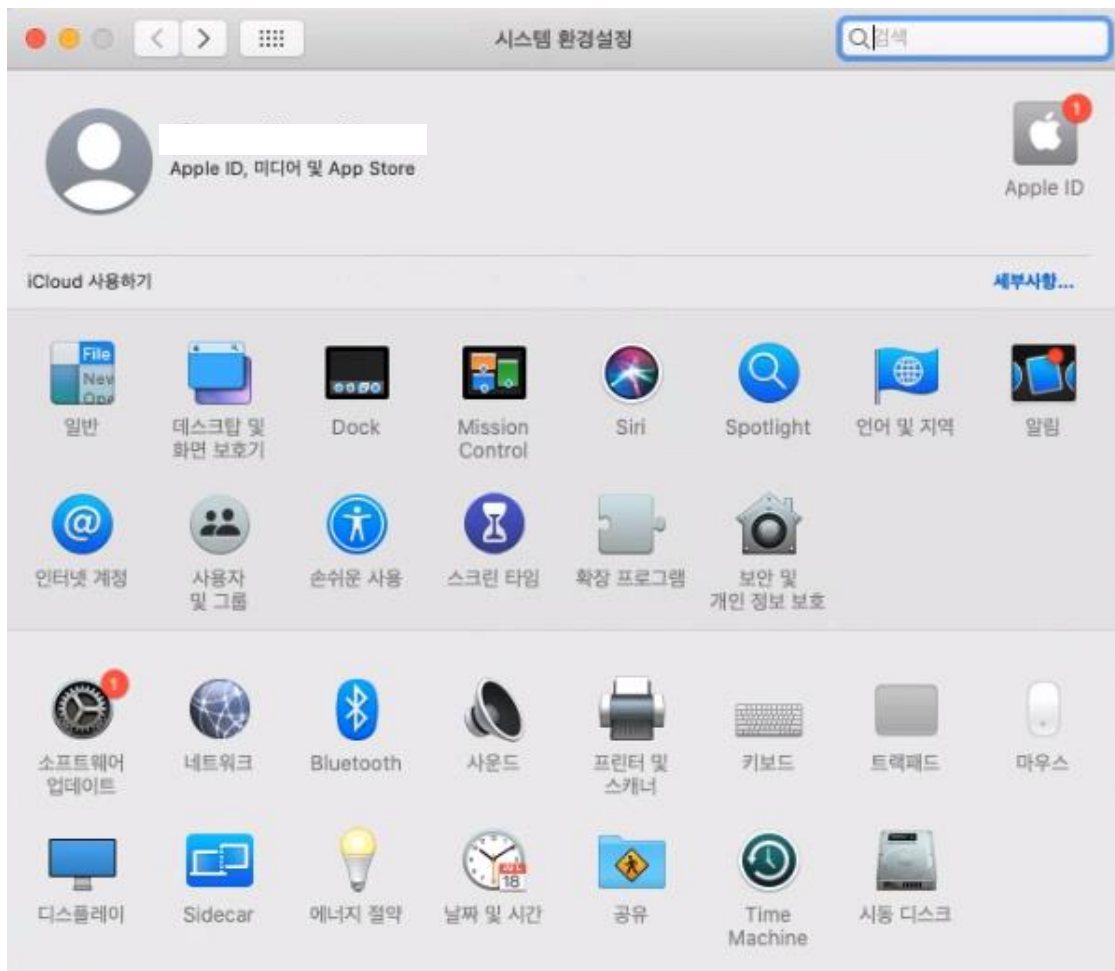 시스템 환경설정
검색
1
Apple ID, 미디어 및 App Store
Apple ID
iCloud 사용하기
세부사항...
File
New
Ope
일반
데스크탑 및
화면 보호기
Dock
Mission
Control
Siri
Spotlight
언어 및 지역
알림
@
인터넷 계정
사용자
및 그룹
손쉬운 사용
스크린 타임
확장 프로그램
보안 및
개인 정보 보호
1
소프트웨어
업데이트
네트워크
Bluetooth
사운드
프린터 및
스캐너
키보드
트랙패드
마우스
디스플레이
Sidecar
에너지 절약
JUL
18
날짜 및 시간
공유
Time
Machine
시동 디스크